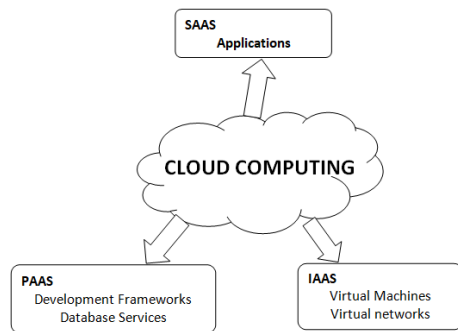 SAAS
Applications
CLOUD COMPUTING
PAAS
Development Frameworks
Database Services
IAAS
Virtual Machines
Virtual networks